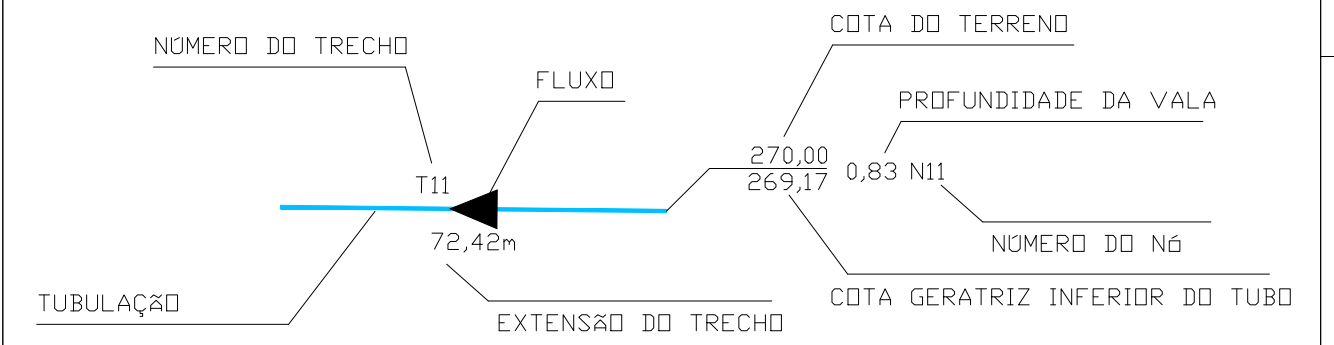 COTA DO TERRENO
NÚMERO DO TRECHO
FLUXO
PROFUNDIDADE DA VALA
270,00
269,17 0,83 N11
T11
72,42m
NÚMERO DO Nó
TUBULAÇÃO
COTA GERATRIZ INFERIOR DO TUBO
EXTENSÃO DO TRECHO